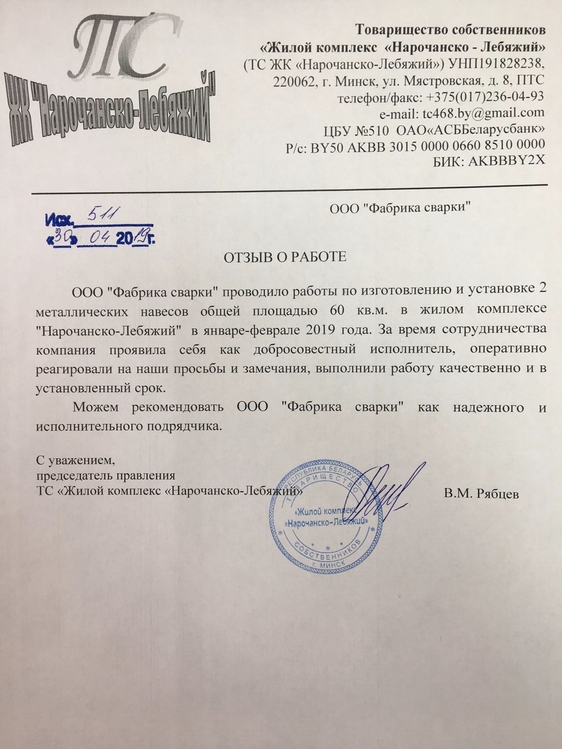 ТС
ЖК "Нарочанско-Лебяжий"
Товарищество собственников
«Жилой комплекс «Нарочанско - Лебяжий»
(ТС ЖК «Нарочанско-Лебяжий») УНП191828238,
220062, г. Минск, ул. Мястровская, д. 8, ПТС
телефон/факс: +375(017)236-04-93
e-mail: tc468.by@gmail.com
ЦБУ №510 ОАО«АСББеларусбанк»
Р/с: BY50 AKBB 3015 0000 0660 8510 0000
БИК: AKBBBY2X
Исх. 511
«30» 04 2019г.
ООО "Фабрика сварки"
ОТЗЫВ О РАБОТЕ
ООО "Фабрика сварки" проводило работы по изготовлению и установке 2
металлических навесов общей площадью 60 кв.м. в жилом комплексе
"Нарочанско-Лебяжий" в январе-феврале 2019 года. За время сотрудничества
компания проявила себя как добросовестный исполнитель, оперативно
реагировали на наши просьбы и замечания, выполнили работу качественно и в
установленный срок.
Можем рекомендовать ООО "Фабрика сварки" как надежного и
исполнительного подрядчика.
С уважением,
председатель правления
ТС «Жилой комплекс «Нарочанско-Лебяжий»
В.М. Рябцев
РЕСПУБЛИКА БЕЛАРУСЬ
ТОВАРИЩЕСТВО
«Жилой комплекс
«Нарочанско-Лебяжий»
СОБСТВЕННИКОВ
г. МИНСК